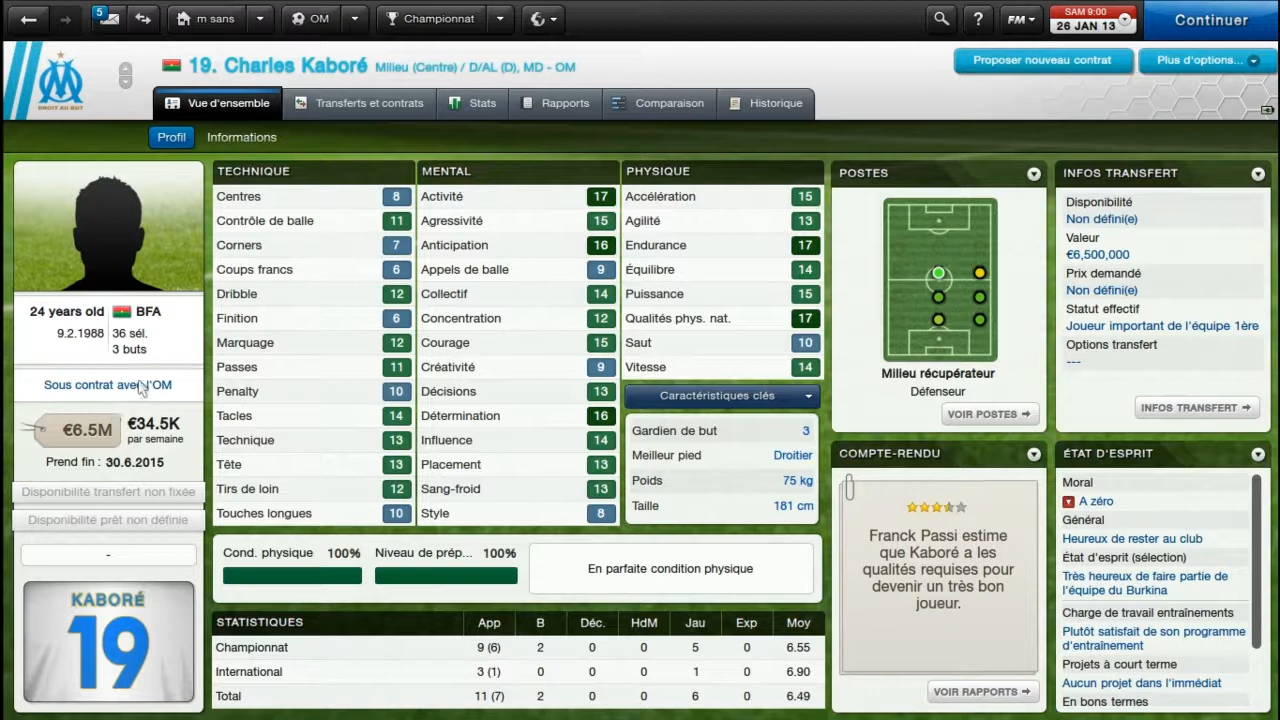 5
m sans
OM
Championnat
?
FM
SAM 9:00
26 JAN 13
Continuer
DROIT AU BUT
19. Charles Kaboré Milieu (Centre) / D/AL (D), MD - OM
Proposer nouveau contrat
Plus d'options...
Vue d'ensemble
Transferts et contrats
Stats
Rapports
Comparaison
Historique
Profil
Informations
24 years old BFA
9.2.1988 36 sél.
3 buts
Sous contrat avec l'OM
€6.5M
€34.5K
par semaine
Prend fin : 30.6.2015
Disponibilité transfert non fixée
Disponibilité prêt non définie
-
KABORÉ
19
TECHNIQUE
Centres 8
Contrôle de balle 11
Corners 7
Coups francs 6
Dribble 12
Finition 6
Marquage 12
Passes 11
Penalty 10
Tacles 14
Technique 13
Tête 13
Tirs de loin 12
Touches longues 10
MENTAL
Activité 17
Agressivité 15
Anticipation 16
Appels de balle 9
Collectif 14
Concentration 12
Courage 15
Créativité 9
Décisions 13
Détermination 16
Influence 14
Placement 13
Sang-froid 13
Style 8
PHYSIQUE
Accélération 15
Agilité 13
Endurance 17
Équilibre 14
Puissance 15
Qualités phys. nat. 17
Saut 10
Vitesse 14
Caractéristiques clés
Gardien de but 3
Meilleur pied Droitier
Poids 75 kg
Taille 181 cm
Cond. physique 100%
Niveau de prép... 100%
En parfaite condition physique
STATISTIQUES App B Déc. HdM Jau Exp Moy
Championnat 9 (6) 2 0 0 5 0 6.55
International 3 (1) 0 0 0 1 0 6.90
Total 11 (7) 2 0 0 6 0 6.49
POSTES
Milieu récupérateur
Défenseur
VOIR POSTES
COMPTE-RENDU
Franck Passi estime
que Kaboré a les
qualités requises pour
devenir un très bon
joueur.
VOIR RAPPORTS
INFOS TRANSFERT
Disponibilité
Non défini(e)
Valeur
€6,500,000
Prix demandé
Non défini(e)
Statut effectif
Joueur important de l'équipe 1ère
Options transfert
---
INFOS TRANSFERT
ÉTAT D'ESPRIT
Moral
A zéro
Général
Heureux de rester au club
État d'esprit (sélection)
Très heureux de faire partie de
l'équipe du Burkina
Charge de travail entraînements
Plutôt satisfait de son programme
d'entraînement
Projets à court terme
Aucun projet dans l'immédiat
En bons termes